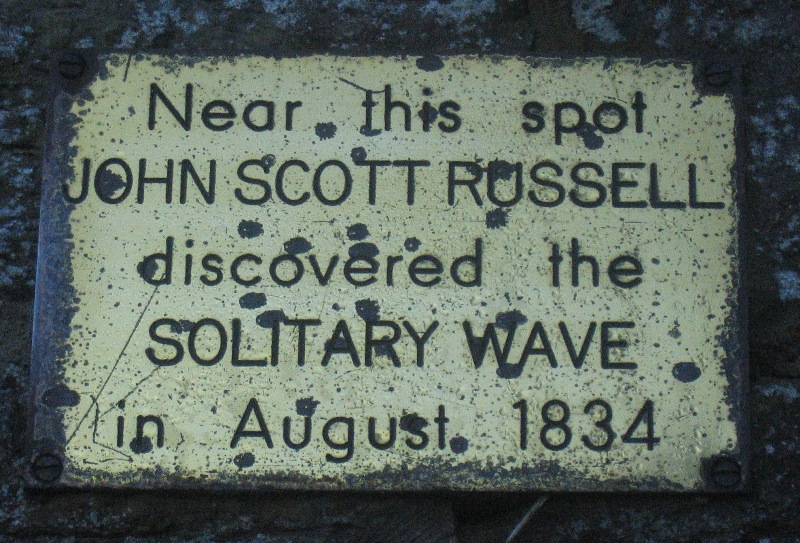 Near this spot
JOHN SCOTT RUSSELL
discovered the
SOLITARY WAVE
in August 1834